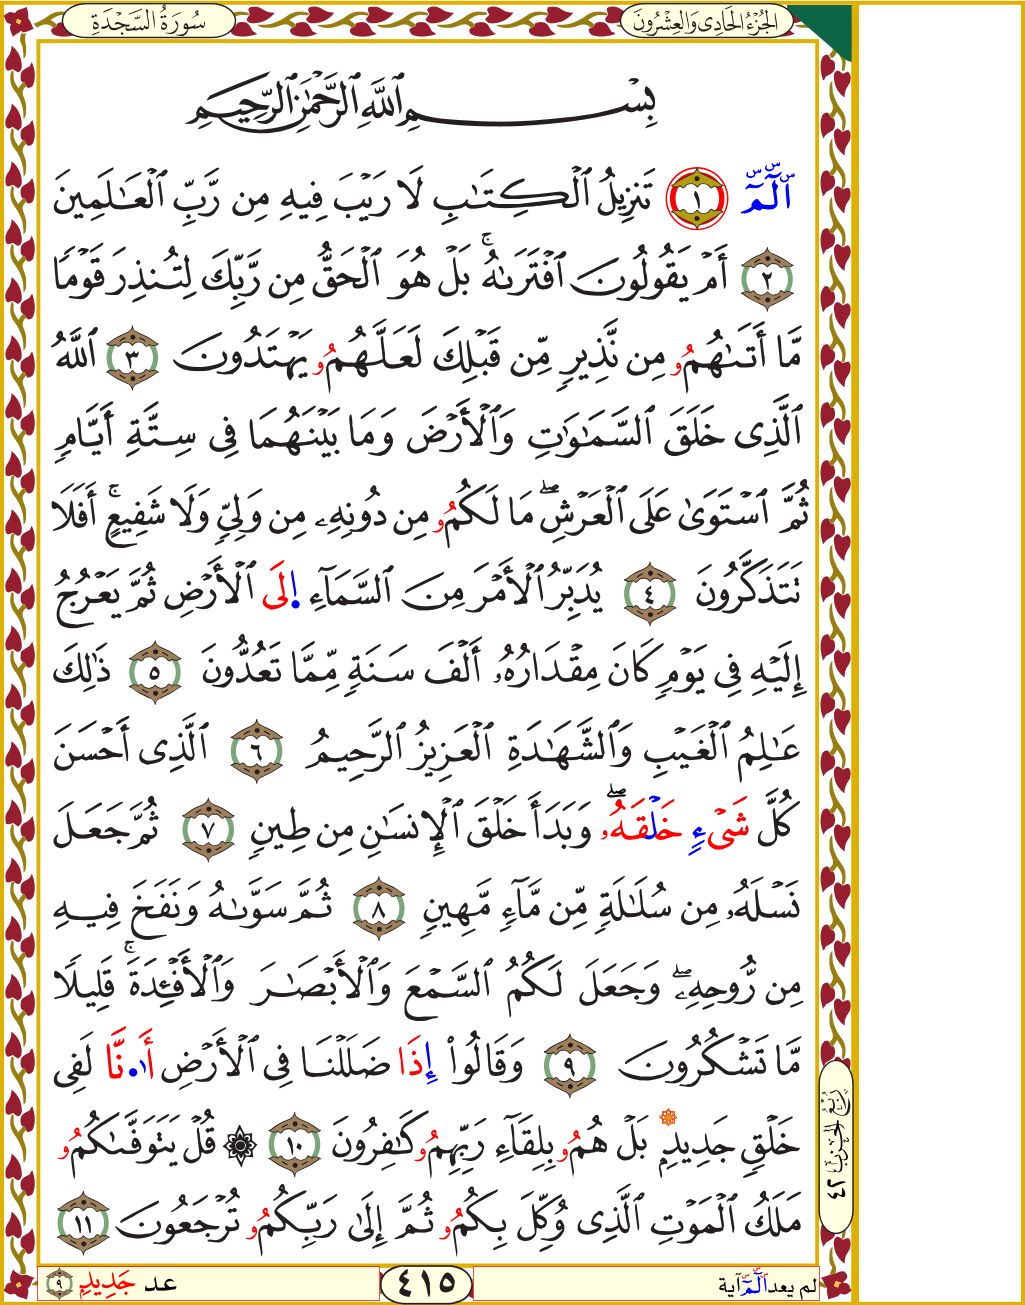 سُورَةُ السَّجْدَةِ
الجُزْءُ الحَادِي وَالعِشْرُونَ
بِسْمِ ٱللَّهِ ٱلرَّحْمَٰنِ ٱلرَّحِيمِ
الٓمٓ ١ تَنزِيلُ ٱلْكِتَٰبِ لَا رَيْبَ فِيهِ مِن رَّبِّ ٱلْعَٰلَمِينَ
٢ أَمْ يَقُولُونَ ٱفْتَرَىٰهُ ۚ بَلْ هُوَ ٱلْحَقُّ مِن رَّبِّكَ لِتُنذِرَ قَوْمًا
مَّا أَتَىٰهُمُو مِن نَّذِيرٍ مِّن قَبْلِكَ لَعَلَّهُمُو يَهْتَدُونَ ٣ ٱللَّهُ
ٱلَّذِى خَلَقَ ٱلسَّمَٰوَٰتِ وَٱلْأَرْضَ وَمَا بَيْنَهُمَا فِى سِتَّةِ أَيَّامٍ
ثُمَّ ٱسْتَوَىٰ عَلَى ٱلْعَرْشِ ۖ مَا لَكُمُو مِن دُونِهِۦ مِن وَلِىٍّ وَلَا شَفِيعٍ ۚ أَفَلَا
تَتَذَكَّرُونَ ٤ يُدَبِّرُ ٱلْأَمْرَ مِنَ ٱلسَّمَآءِ اِلَى ٱلْأَرْضِ ثُمَّ يَعْرُجُ
إِلَيْهِ فِى يَوْمٍ كَانَ مِقْدَارُهُۥ أَلْفَ سَنَةٍ مِّمَّا تَعُدُّونَ ٥ ذَٰلِكَ
عَٰلِمُ ٱلْغَيْبِ وَٱلشَّهَٰدَةِ ٱلْعَزِيزُ ٱلرَّحِيمُ ٦ ٱلَّذِى أَحْسَنَ
كُلَّ شَىْءٍ خَلْقَهُۥ ۖ وَبَدَأَ خَلْقَ ٱلْإِنسَٰنِ مِن طِينٍ ٧ ثُمَّ جَعَلَ
نَسْلَهُۥ مِن سُلَٰلَةٍ مِّن مَّآءٍ مَّهِينٍ ٨ ثُمَّ سَوَّىٰهُ وَنَفَخَ فِيهِ
مِن رُّوحِهِۦ ۖ وَجَعَلَ لَكُمُ ٱلسَّمْعَ وَٱلْأَبْصَٰرَ وَٱلْأَفْـِٔدَةَ ۚ قَلِيلًا
مَّا تَشْكُرُونَ ٩ وَقَالُوا۟ إِذَا ضَلَلْنَا فِى ٱلْأَرْضِ أَا۟نَّا لَفِى
خَلْقٍ جَدِيدٍ بَلْ هُمُو بِلِقَآءِ رَبِّهِمُو كَٰفِرُونَ ١٠ ۞ قُلْ يَتَوَفَّىٰكُمُو
مَلَكُ ٱلْمَوْتِ ٱلَّذِى وُكِّلَ بِكُمُو ثُمَّ إِلَىٰ رَبِّكُمُو تُرْجَعُونَ ١١
رُبْعُ الحِزْبِ ٤٢
لم يعد الٓمٓ آية
٤١٥
عد جَدِيدٍ ٩